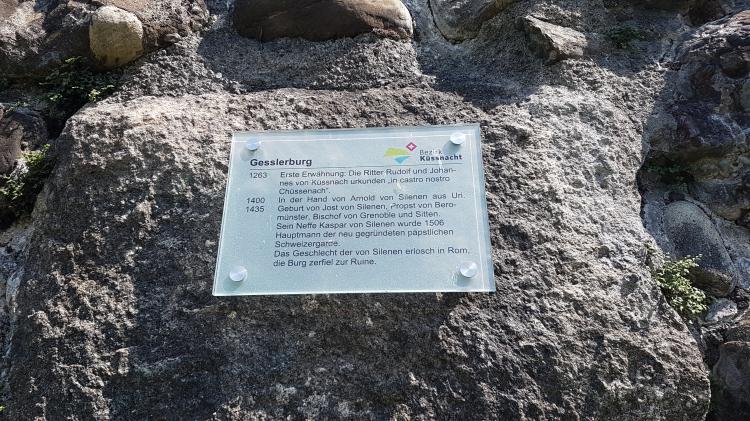 Gesslerburg
Bezirk
Küssnacht
1263 Erste Erwähnung: Die Ritter Rudolf und Johan-
nes von Küssnach urkunden „in castro nostro
Chüssenach".
1400 In der Hand von Arnold von Silenen aus Uri.
1435 Geburt von Jost von Silenen, Propst von Bero-
münster, Bischof von Grenoble und Sitten.
Sein Neffe Kaspar von Silenen wurde 1506
Hauptmann der neu gegründeten päpstlichen
Schweizergarde.
Das Geschlecht der von Silenen erlosch in Rom,
die Burg zerfiel zur Ruine.